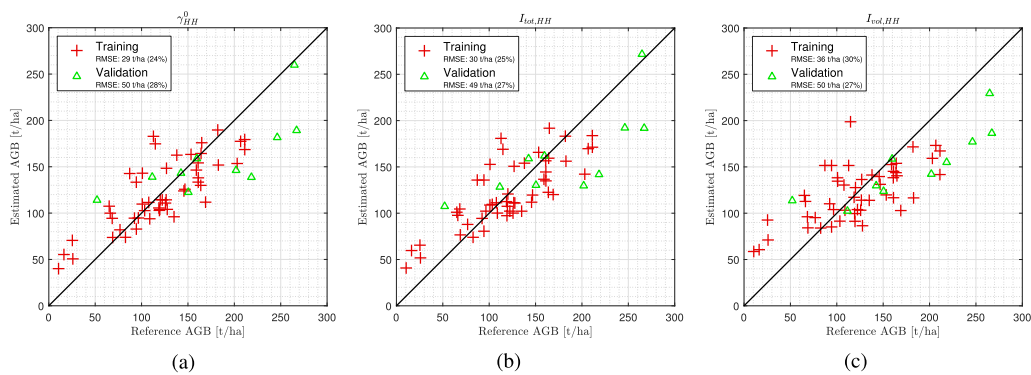 γ⁰HH
Training
RMSE: 29 t/ha (24%)
Validation
RMSE: 50 t/ha (28%)
Estimated AGB [t/ha]
300
250
200
150
100
50
0
0 50 100 150 200 250 300
Reference AGB [t/ha]
(a)
Itot,HH
Training
RMSE: 30 t/ha (25%)
Validation
RMSE: 49 t/ha (27%)
Estimated AGB [t/ha]
300
250
200
150
100
50
0
0 50 100 150 200 250 300
Reference AGB [t/ha]
(b)
Ivol,HH
Training
RMSE: 36 t/ha (30%)
Validation
RMSE: 50 t/ha (27%)
Estimated AGB [t/ha]
300
250
200
150
100
50
0
0 50 100 150 200 250 300
Reference AGB [t/ha]
(c)